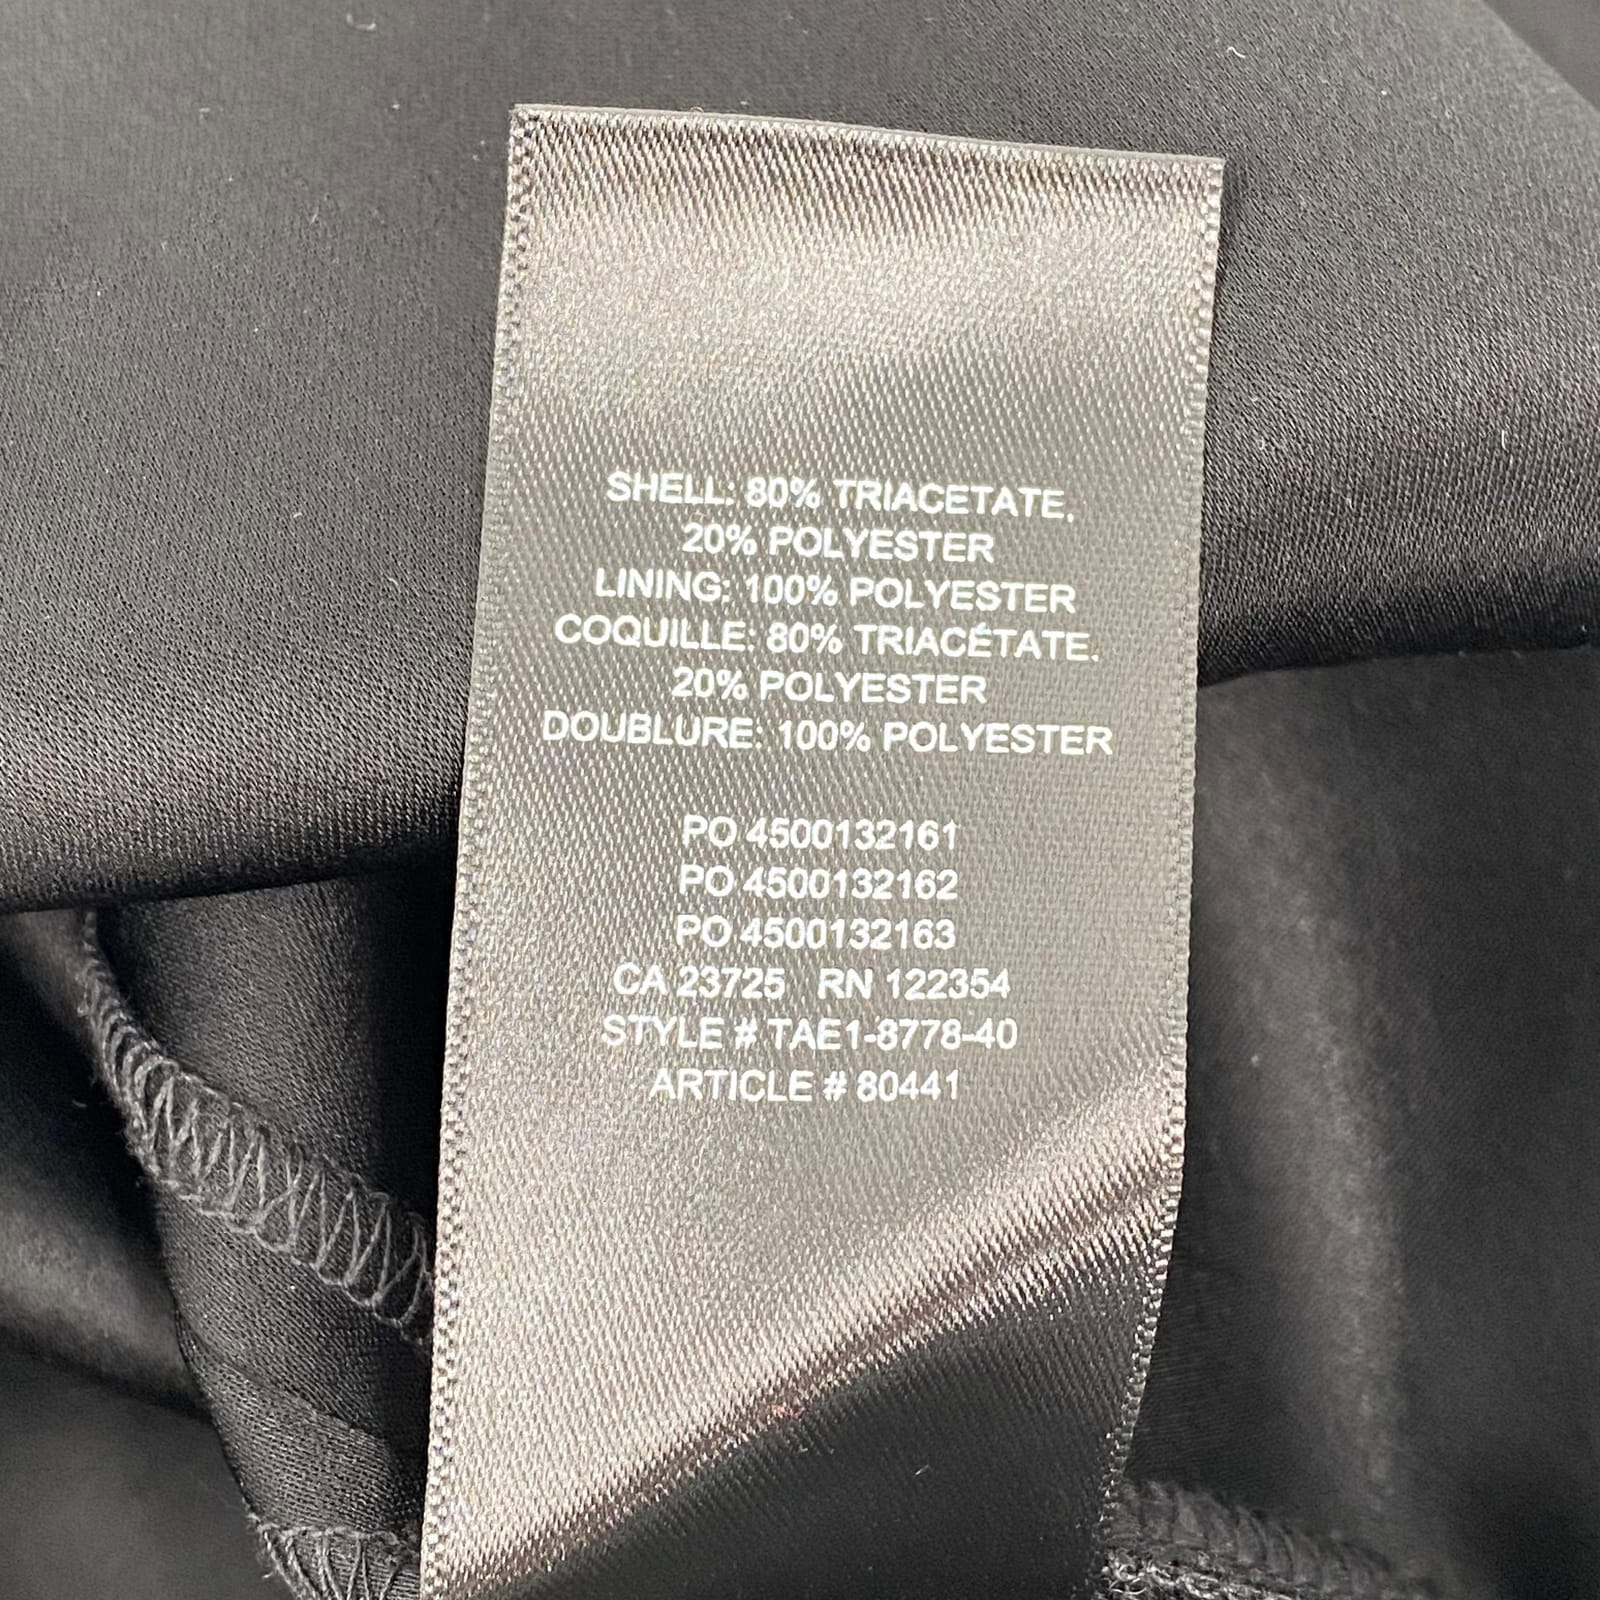 SHELL: 80% TRIACETATE,
20% POLYESTER
LINING: 100% POLYESTER
COQUILLE: 80% TRIACÉTATE,
20% POLYESTER
DOUBLURE: 100% POLYESTER
PO 4500132161
PO 4500132162
PO 4500132163
CA 23725 RN 122354
STYLE # TAE1-8778-40
ARTICLE # 80441